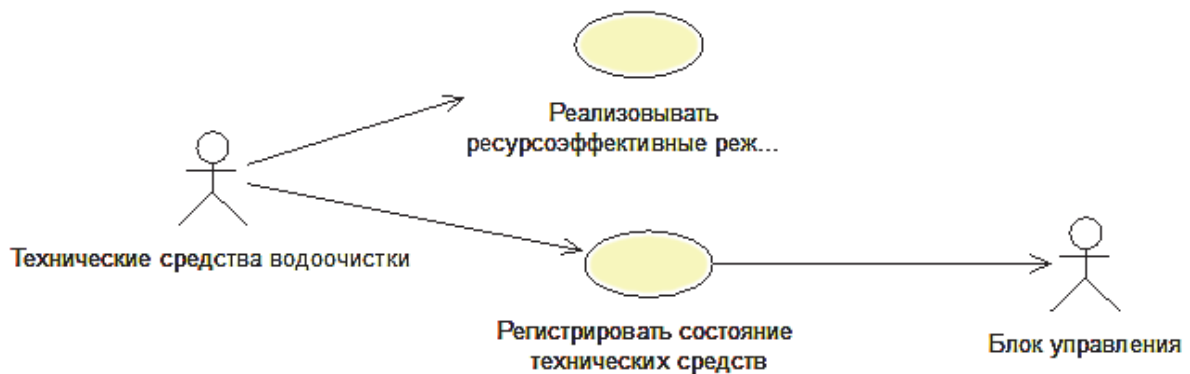 Реализовывать
ресурсоэффективные реж...
Технические средства водоочистки
Регистрировать состояние
технических средств
Блок управления